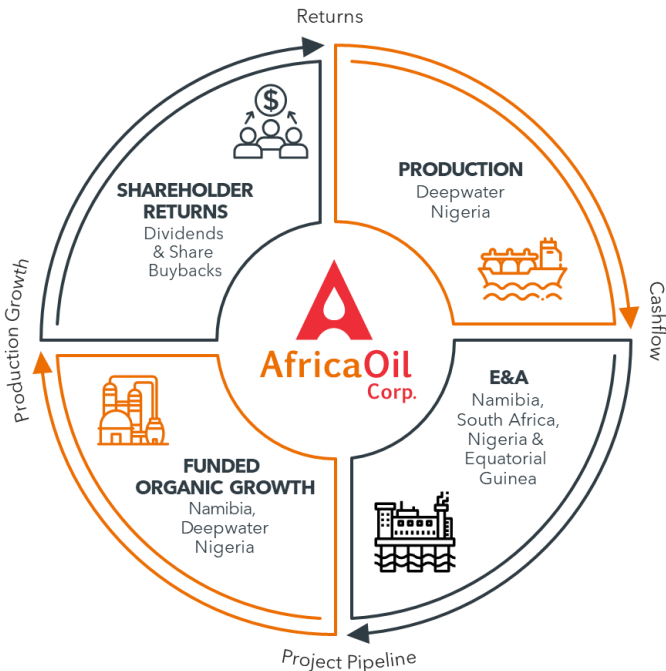 Returns
$
SHAREHOLDER
RETURNS
Dividends
& Share
Buybacks
PRODUCTION
Deepwater
Nigeria
Production Growth
Cashflow
AfricaOil
Corp.
E&A
Namibia,
South Africa,
Nigeria &
Equatorial
Guinea
FUNDED
ORGANIC GROWTH
Namibia,
Deepwater
Nigeria
Project Pipeline